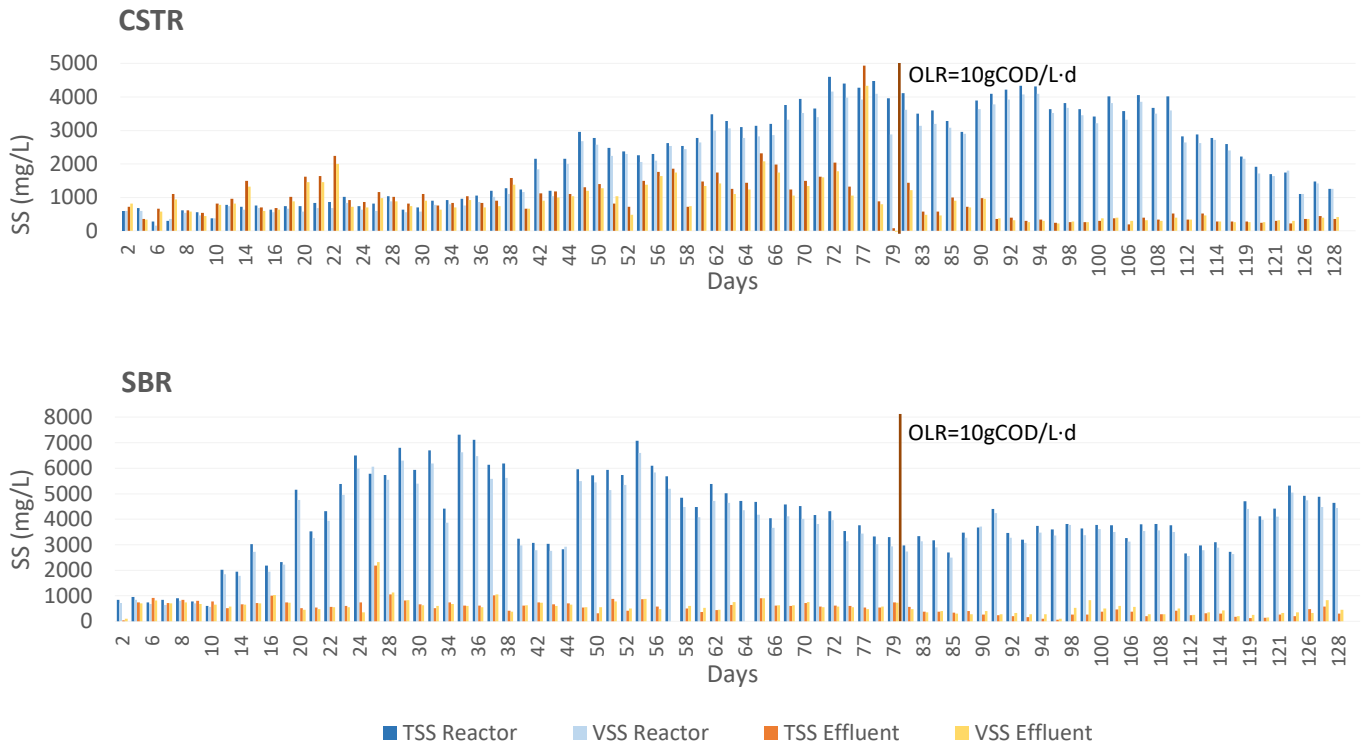 CSTR
5000
4000
3000
2000
1000
0
SS (mg/L)
OLR=10gCOD/L·d
2 4 6 8 10 12 14 16 18 20 22 24 26 28 30 34 36 38 42 44 50 52 56 58 62 64 66 70 72 77 79 83 85 90 92 94 98 100 106 110 112 114 119 121 126 128
Days
SBR
8000
7000
6000
5000
4000
3000
2000
1000
0
SS (mg/L)
OLR=10gCOD/L·d
2 6 8 10 12 14 16 20 22 24 26 28 30 34 36 38 42 44 50 52 56 58 62 64 66 70 72 77 79 83 85 90 92 94 98 100 106 108 112 114 119 121 126 128
Days
TSS Reactor VSS Reactor TSS Effluent VSS Effluent